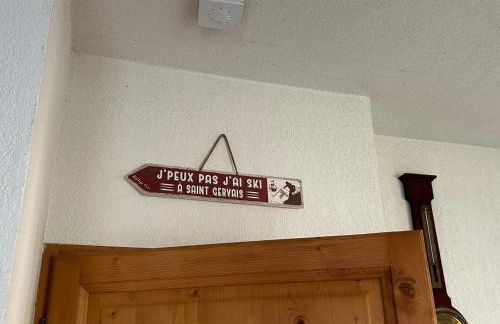 J'PEUX PAS J'AI SKI
À SAINT GERVAIS